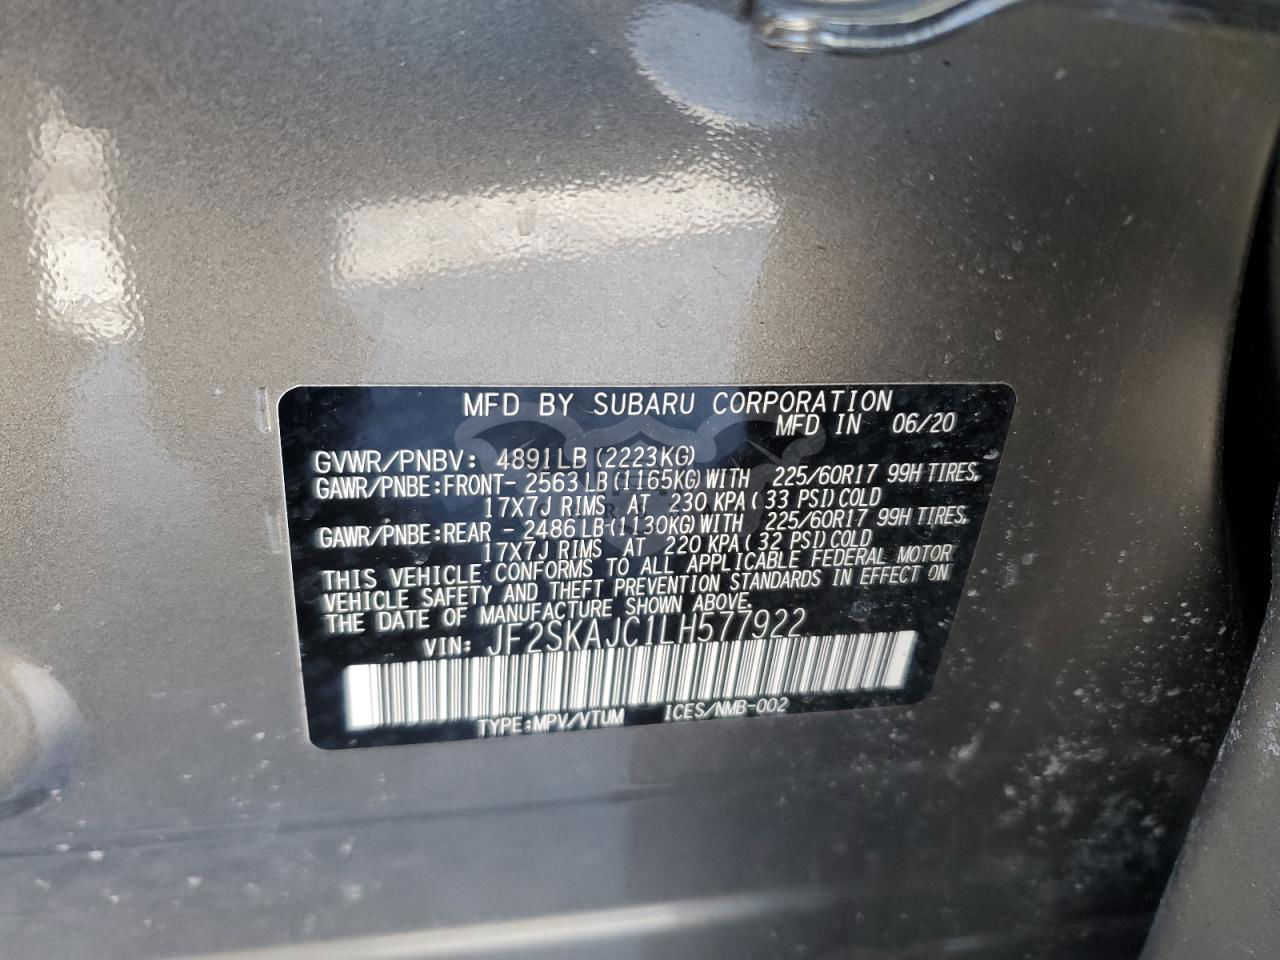 MFD BY SUBARU CORPORATION
MFD IN 06/20
GVWR/PNBV: 4891LB (2223KG)
GAWR/PNBE:FRONT- 2563LB(1165KG)WITH 225/60R17 99H TIRES,
17X7J RIMS AT 230 KPA(33 PSI)COLD
GAWR/PNBE:REAR - 2486LB(1130KG)WITH 225/60R17 99H TIRES,
17X7J RIMS AT 220 KPA(32 PSI)COLD
THIS VEHICLE CONFORMS TO ALL APPLICABLE FEDERAL MOTOR
VEHICLE SAFETY AND THEFT PREVENTION STANDARDS IN EFFECT ON
THE DATE OF MANUFACTURE SHOWN ABOVE.
VIN: JF2SKAJC1LH577922
TYPE:MPV/VTUM ICES/NMB-002